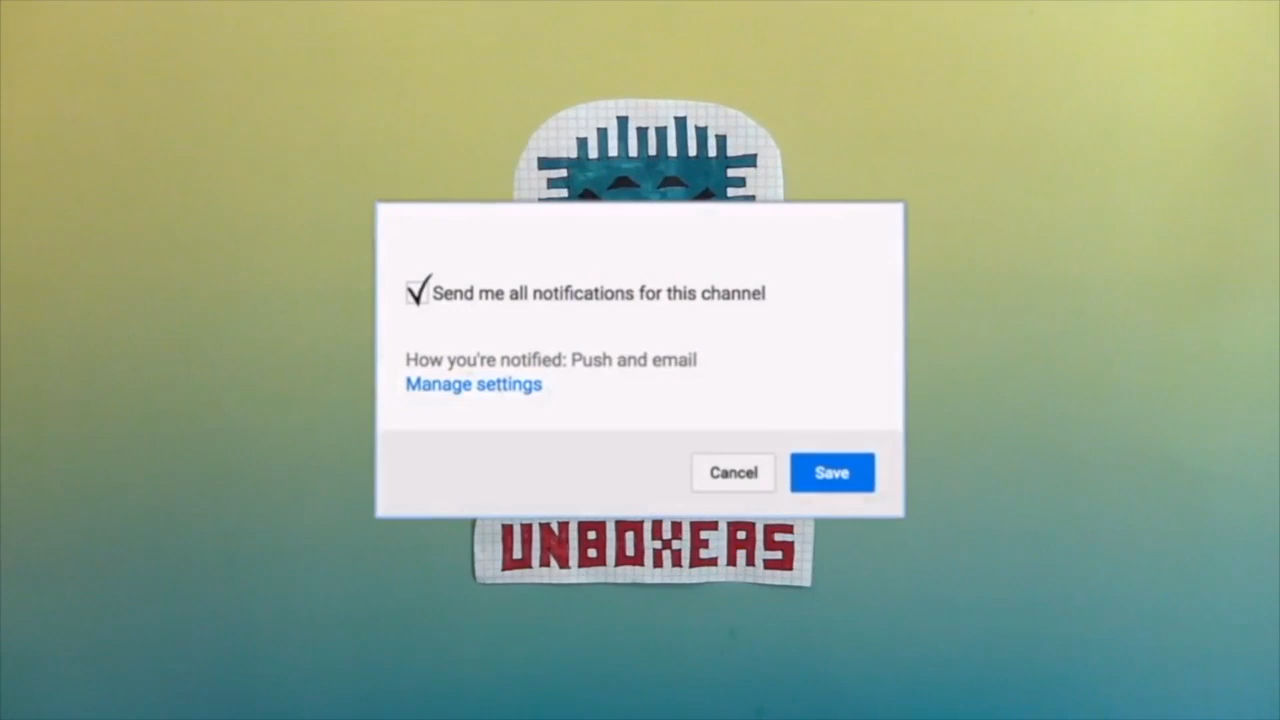 Send me all notifications for this channel
How you're notified: Push and email
Manage settings
Cancel
Save
UNBOXERS